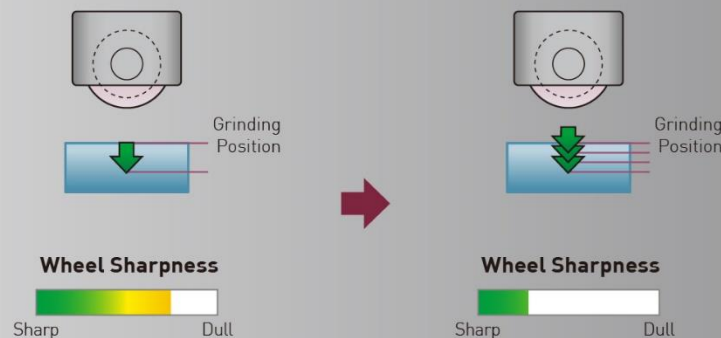 Grinding
Position
Wheel Sharpness
Sharp Dull
Grinding
Position
Wheel Sharpness
Sharp Dull